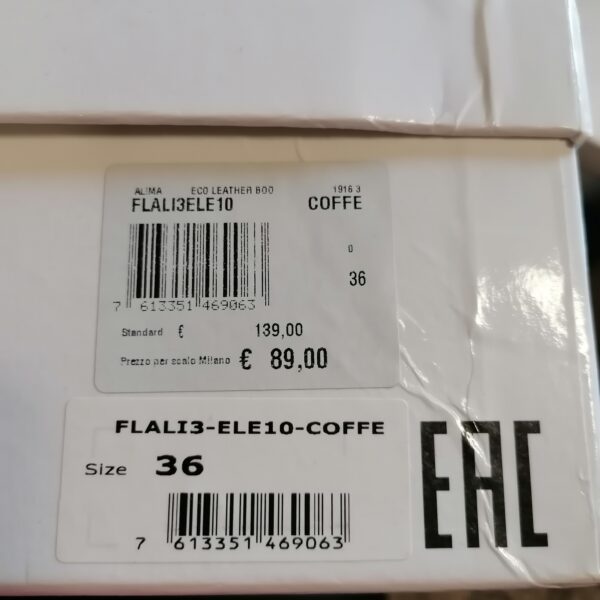 ALIMA ECO LEATHER BOO 1916 3
FLALI3ELE10 COFFE
0
36
7 613351 469063
Standard € 139,00
Prezzo per scalo Milano € 89,00
FLALI3-ELE10-COFFE
Size 36
7 613351 469063
EAC